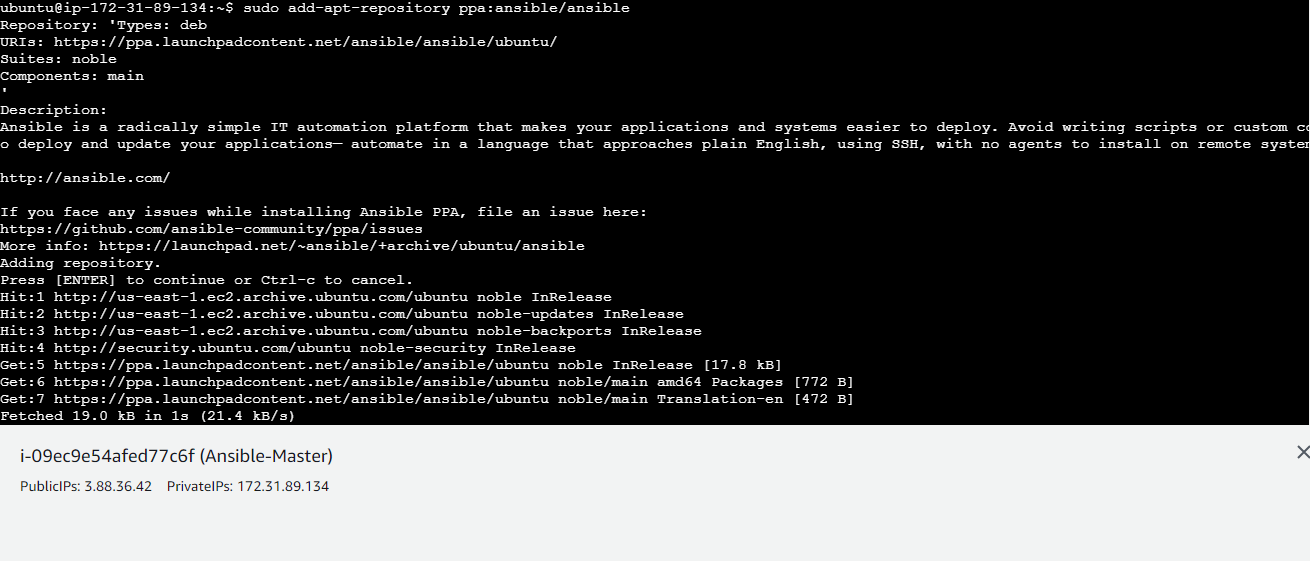 ubuntu@ip-172-31-89-134:~$ sudo add-apt-repository ppa:ansible/ansible
Repository: 'Types: deb
URIs: https://ppa.launchpadcontent.net/ansible/ansible/ubuntu/
Suites: noble
Components: main
'
Description:
Ansible is a radically simple IT automation platform that makes your applications and systems easier to deploy. Avoid writing scripts or custom co
o deploy and update your applications— automate in a language that approaches plain English, using SSH, with no agents to install on remote system
http://ansible.com/
If you face any issues while installing Ansible PPA, file an issue here:
https://github.com/ansible-community/ppa/issues
More info: https://launchpad.net/~ansible/+archive/ubuntu/ansible
Adding repository.
Press [ENTER] to continue or Ctrl-c to cancel.
Hit:1 http://us-east-1.ec2.archive.ubuntu.com/ubuntu noble InRelease
Hit:2 http://us-east-1.ec2.archive.ubuntu.com/ubuntu noble-updates InRelease
Hit:3 http://us-east-1.ec2.archive.ubuntu.com/ubuntu noble-backports InRelease
Hit:4 http://security.ubuntu.com/ubuntu noble-security InRelease
Get:5 https://ppa.launchpadcontent.net/ansible/ansible/ubuntu noble InRelease [17.8 kB]
Get:6 https://ppa.launchpadcontent.net/ansible/ansible/ubuntu noble/main amd64 Packages [772 B]
Get:7 https://ppa.launchpadcontent.net/ansible/ansible/ubuntu noble/main Translation-en [472 B]
Fetched 19.0 kB in 1s (21.4 kB/s)
i-09ec9e54afed77c6f (Ansible-Master)
PublicIPs: 3.88.36.42 PrivateIPs: 172.31.89.134